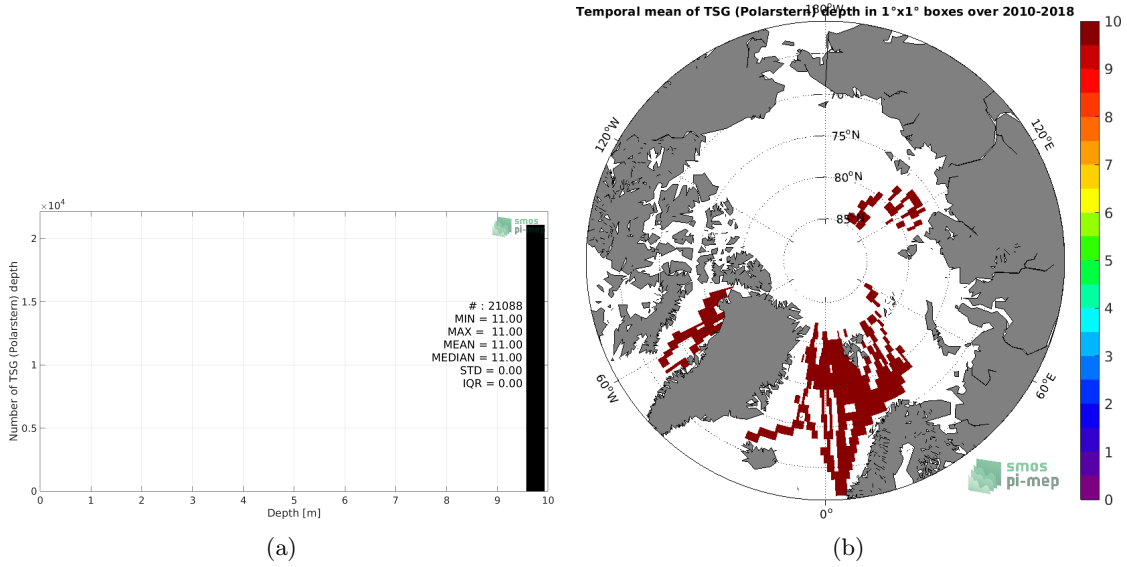 ×10⁴
2
1.5
1
0.5
0
Number of TSG (Polarstern) depth
smos
pi-mep
# : 21088
MIN = 11.00
MAX = 11.00
MEAN = 11.00
MEDIAN = 11.00
STD = 0.00
IQR = 0.00
0 1 2 3 4 5 6 7 8 9 10
Depth [m]
(a)
Temporal mean of TSG (Polarstern) depth in 1°x1° boxes over 2010-2018
180°W
120°W
120°E
70°N
75°N
80°N
85°N
60°W
60°E
0°
smos
pi-mep
10
9
8
7
6
5
4
3
2
1
0
(b)